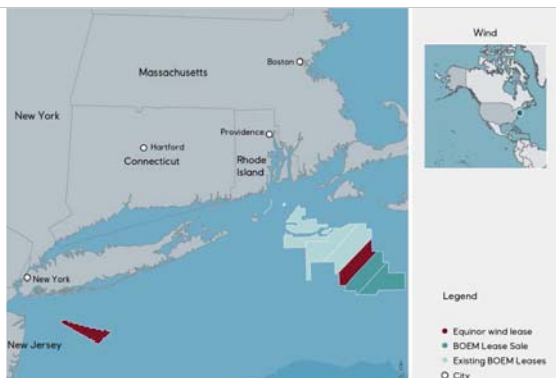 Wind
Boston
Massachusetts
New York
Providence
Hartford
Connecticut
Rhode
Island
New York
New Jersey
Legend
Equinor wind lease
BOEM Lease Sale
Existing BOEM Leases
City